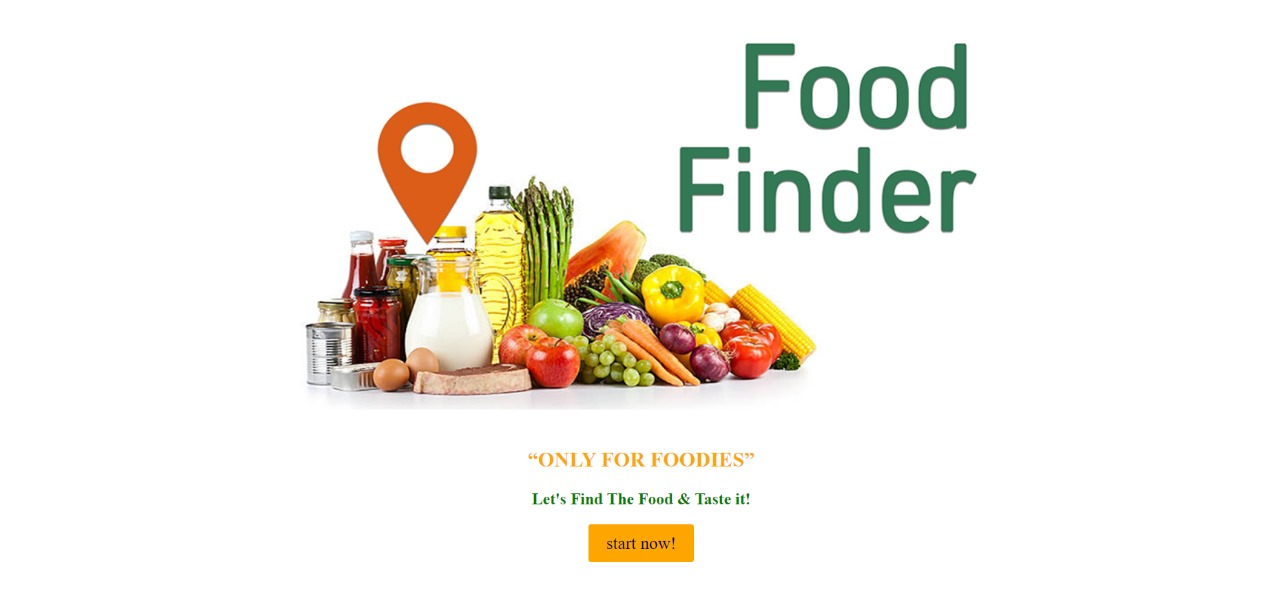 Food
Finder
“ONLY FOR FOODIES”
Let's Find The Food & Taste it!
start now!